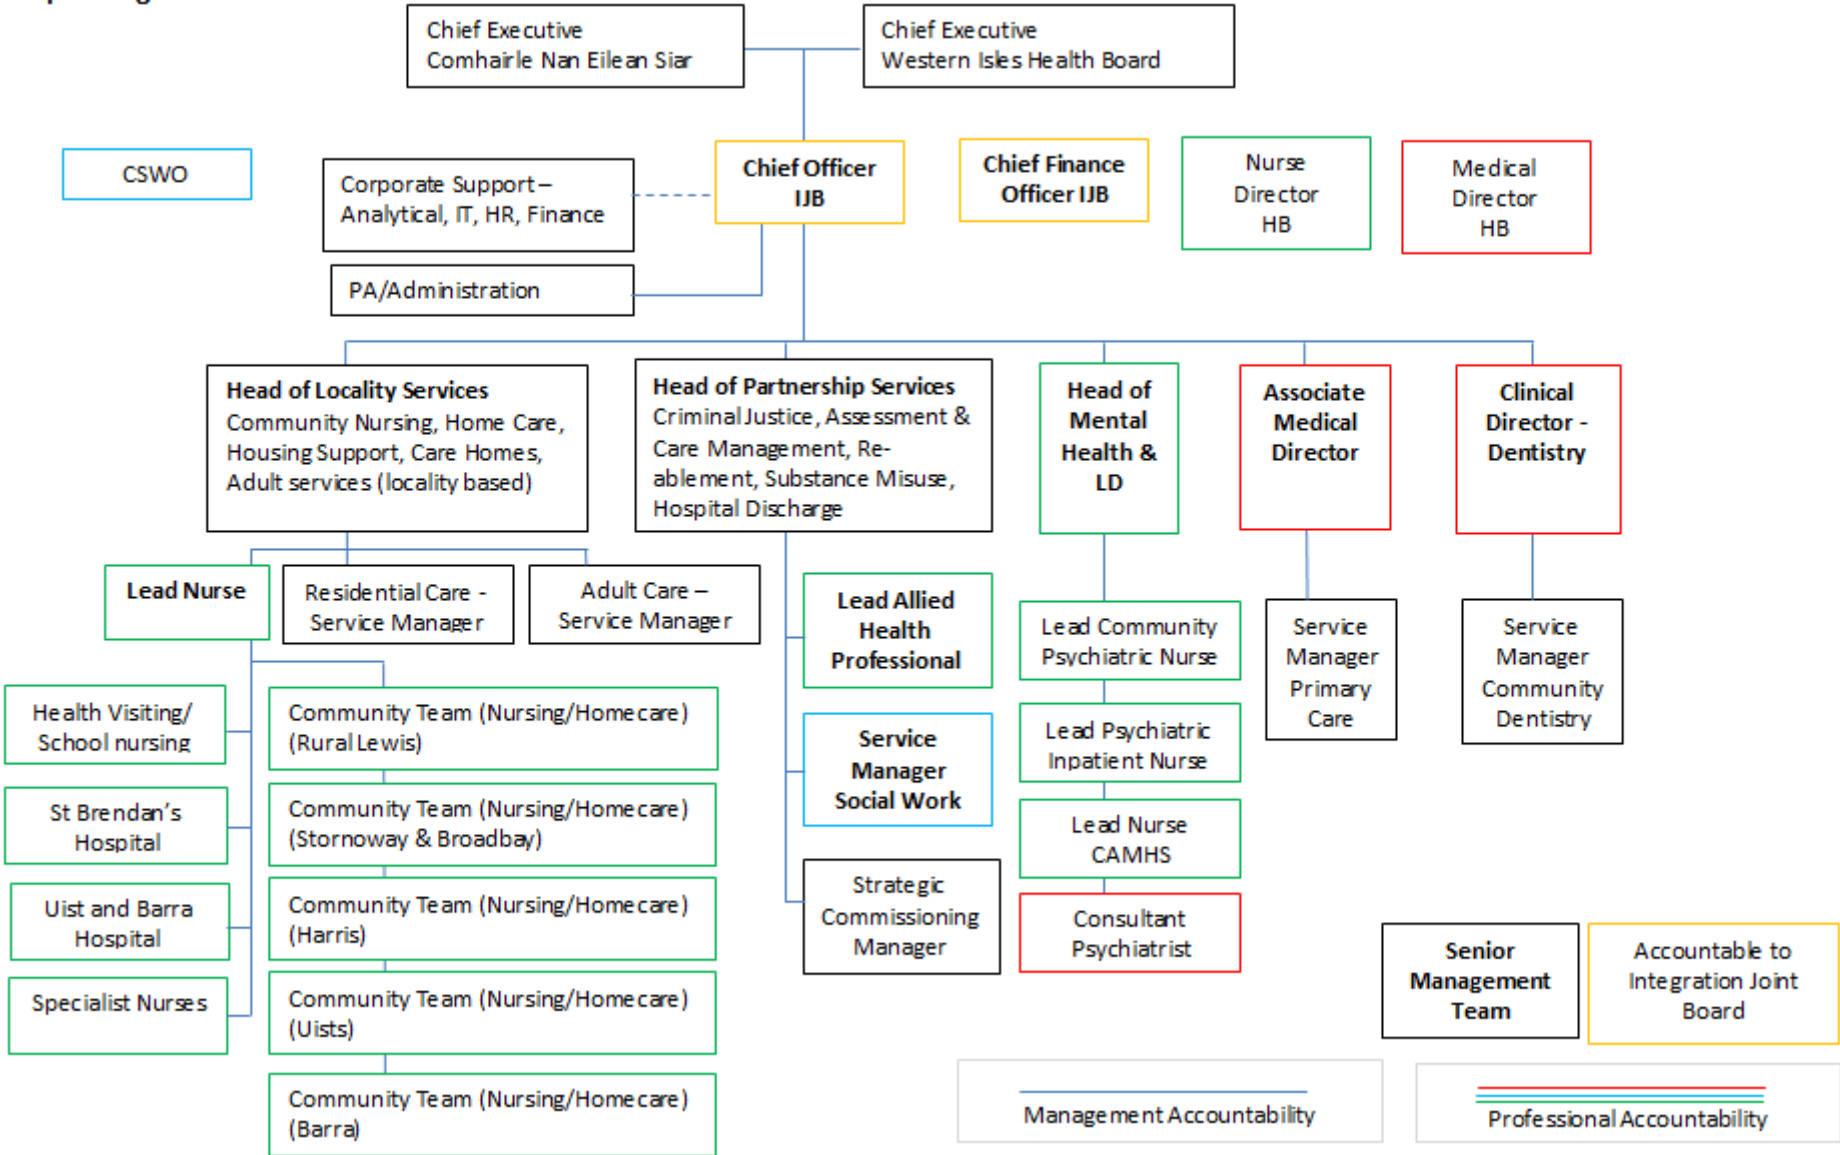 Chief Executive
Comhairle Nan Eilean Siar
Chief Executive
Western Isles Health Board
CSWO
Corporate Support –
Analytical, IT, HR, Finance
Chief Officer
IJB
Chief Finance
Officer IJB
Nurse
Director
HB
Medical
Director
HB
PA/Administration
Head of Locality Services
Community Nursing, Home Care,
Housing Support, Care Homes,
Adult services (locality based)
Head of Partnership Services
Criminal Justice, Assessment &
Care Management, Re-
ablement, Substance Misuse,
Hospital Discharge
Head of
Mental
Health &
LD
Associate
Medical
Director
Clinical
Director -
Dentistry
Lead Nurse
Residential Care -
Service Manager
Adult Care –
Service Manager
Lead Allied
Health
Professional
Service
Manager
Social Work
Strategic
Commissioning
Manager
Lead Community
Psychiatric Nurse
Lead Psychiatric
Inpatient Nurse
Lead Nurse
CAMHS
Consultant
Psychiatrist
Service
Manager
Primary
Care
Service
Manager
Community
Dentistry
Health Visiting/
School nursing
St Brendan's
Hospital
Uist and Barra
Hospital
Specialist Nurses
Community Team (Nursing/Homecare)
(Rural Lewis)
Community Team (Nursing/Homecare)
(Stornoway & Broadbay)
Community Team (Nursing/Homecare)
(Harris)
Community Team (Nursing/Homecare)
(Uists)
Community Team (Nursing/Homecare)
(Barra)
Senior
Management
Team
Accountable to
Integration Joint
Board
Management Accountability
Professional Accountability